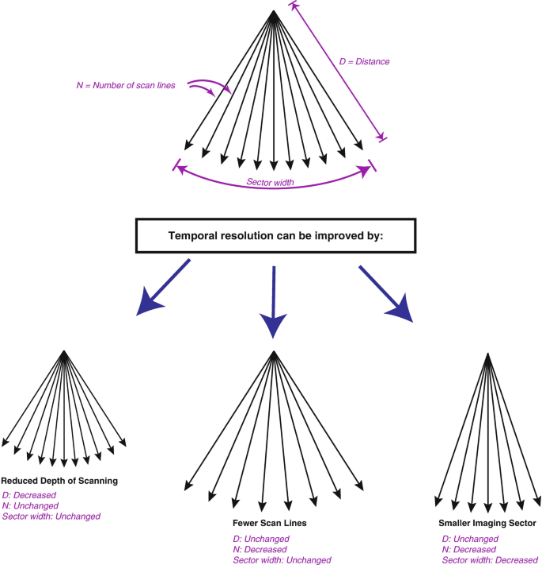 D = Distance
N = Number of scan lines
Sector width
Temporal resolution can be improved by:
Reduced Depth of Scanning
D: Decreased
N: Unchanged
Sector width: Unchanged
Fewer Scan Lines
D: Unchanged
N: Decreased
Sector width: Unchanged
Smaller Imaging Sector
D: Unchanged
N: Decreased
Sector width: Decreased